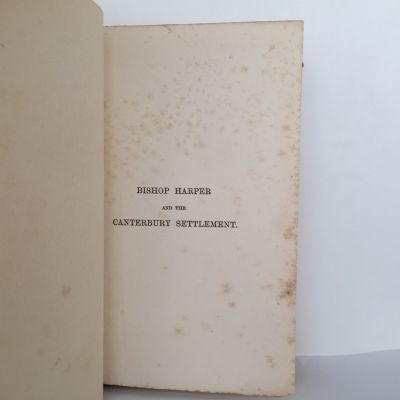 BISHOP HARPER
AND THE
CANTERBURY SETTLEMENT.